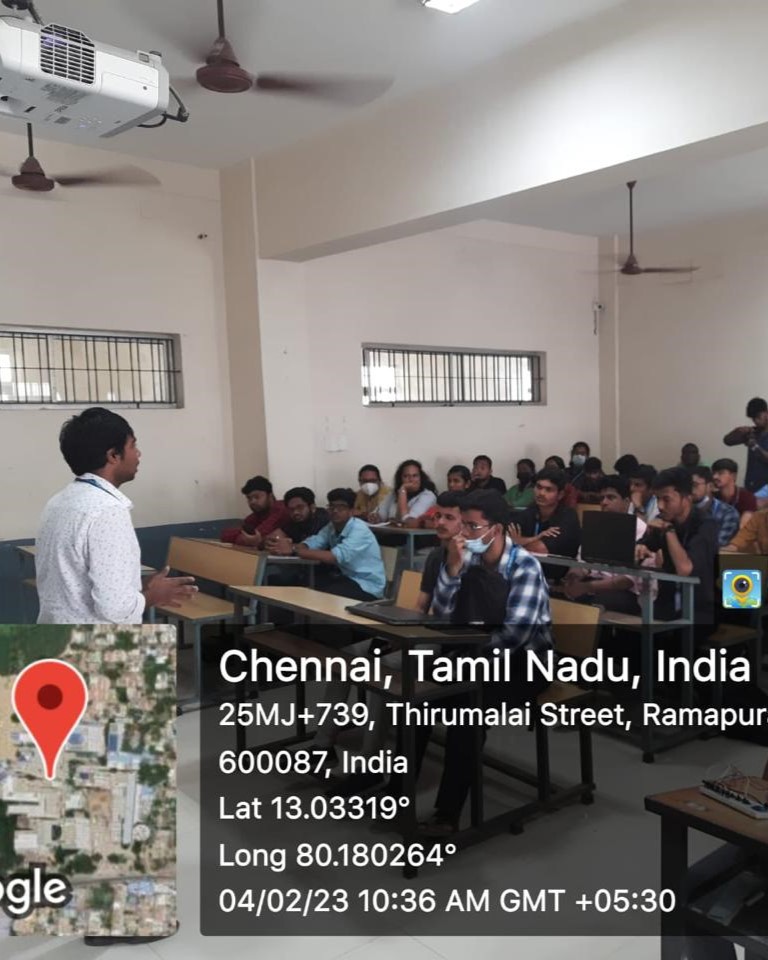 Chennai, Tamil Nadu, India
25MJ+739, Thirumalai Street, Ramapura
600087, India
Lat 13.03319°
Long 80.180264°
04/02/23 10:36 AM GMT +05:30
ogle